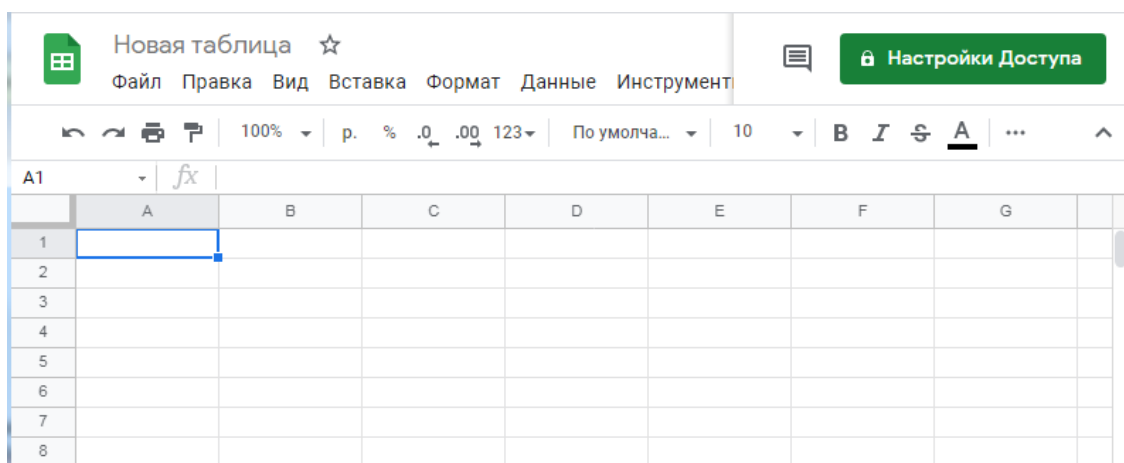 Новая таблица
Файл Правка Вид Вставка Формат Данные Инструмент
Настройки Доступа
100% р. % .0 .00 123 По умолча... 10 B I S A ...
A1 fx
A B C D E F G
1
2
3
4
5
6
7
8